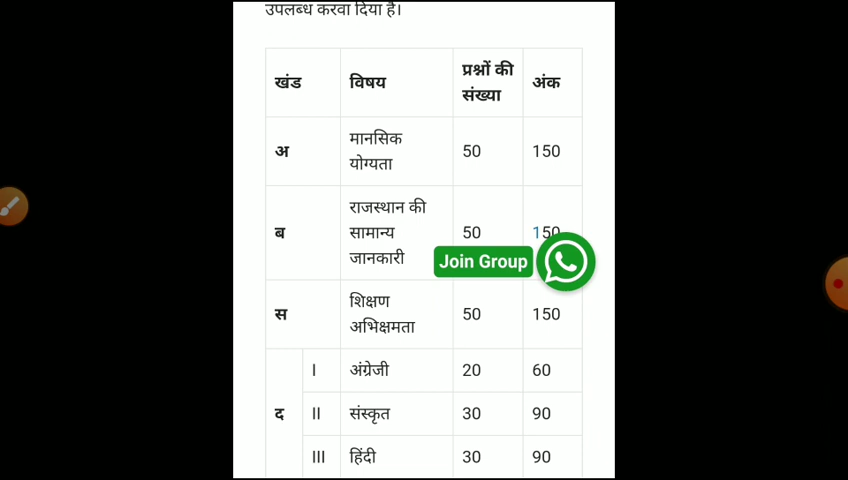 उपलब्ध करवा दिया है।
खंड विषय प्रश्नों की संख्या अंक
अ मानसिक योग्यता 50 150
ब राजस्थान की सामान्य जानकारी 50 150
Join Group
स शिक्षण अभिक्षमता 50 150
द I अंग्रेजी 20 60
II संस्कृत 30 90
III हिंदी 30 90